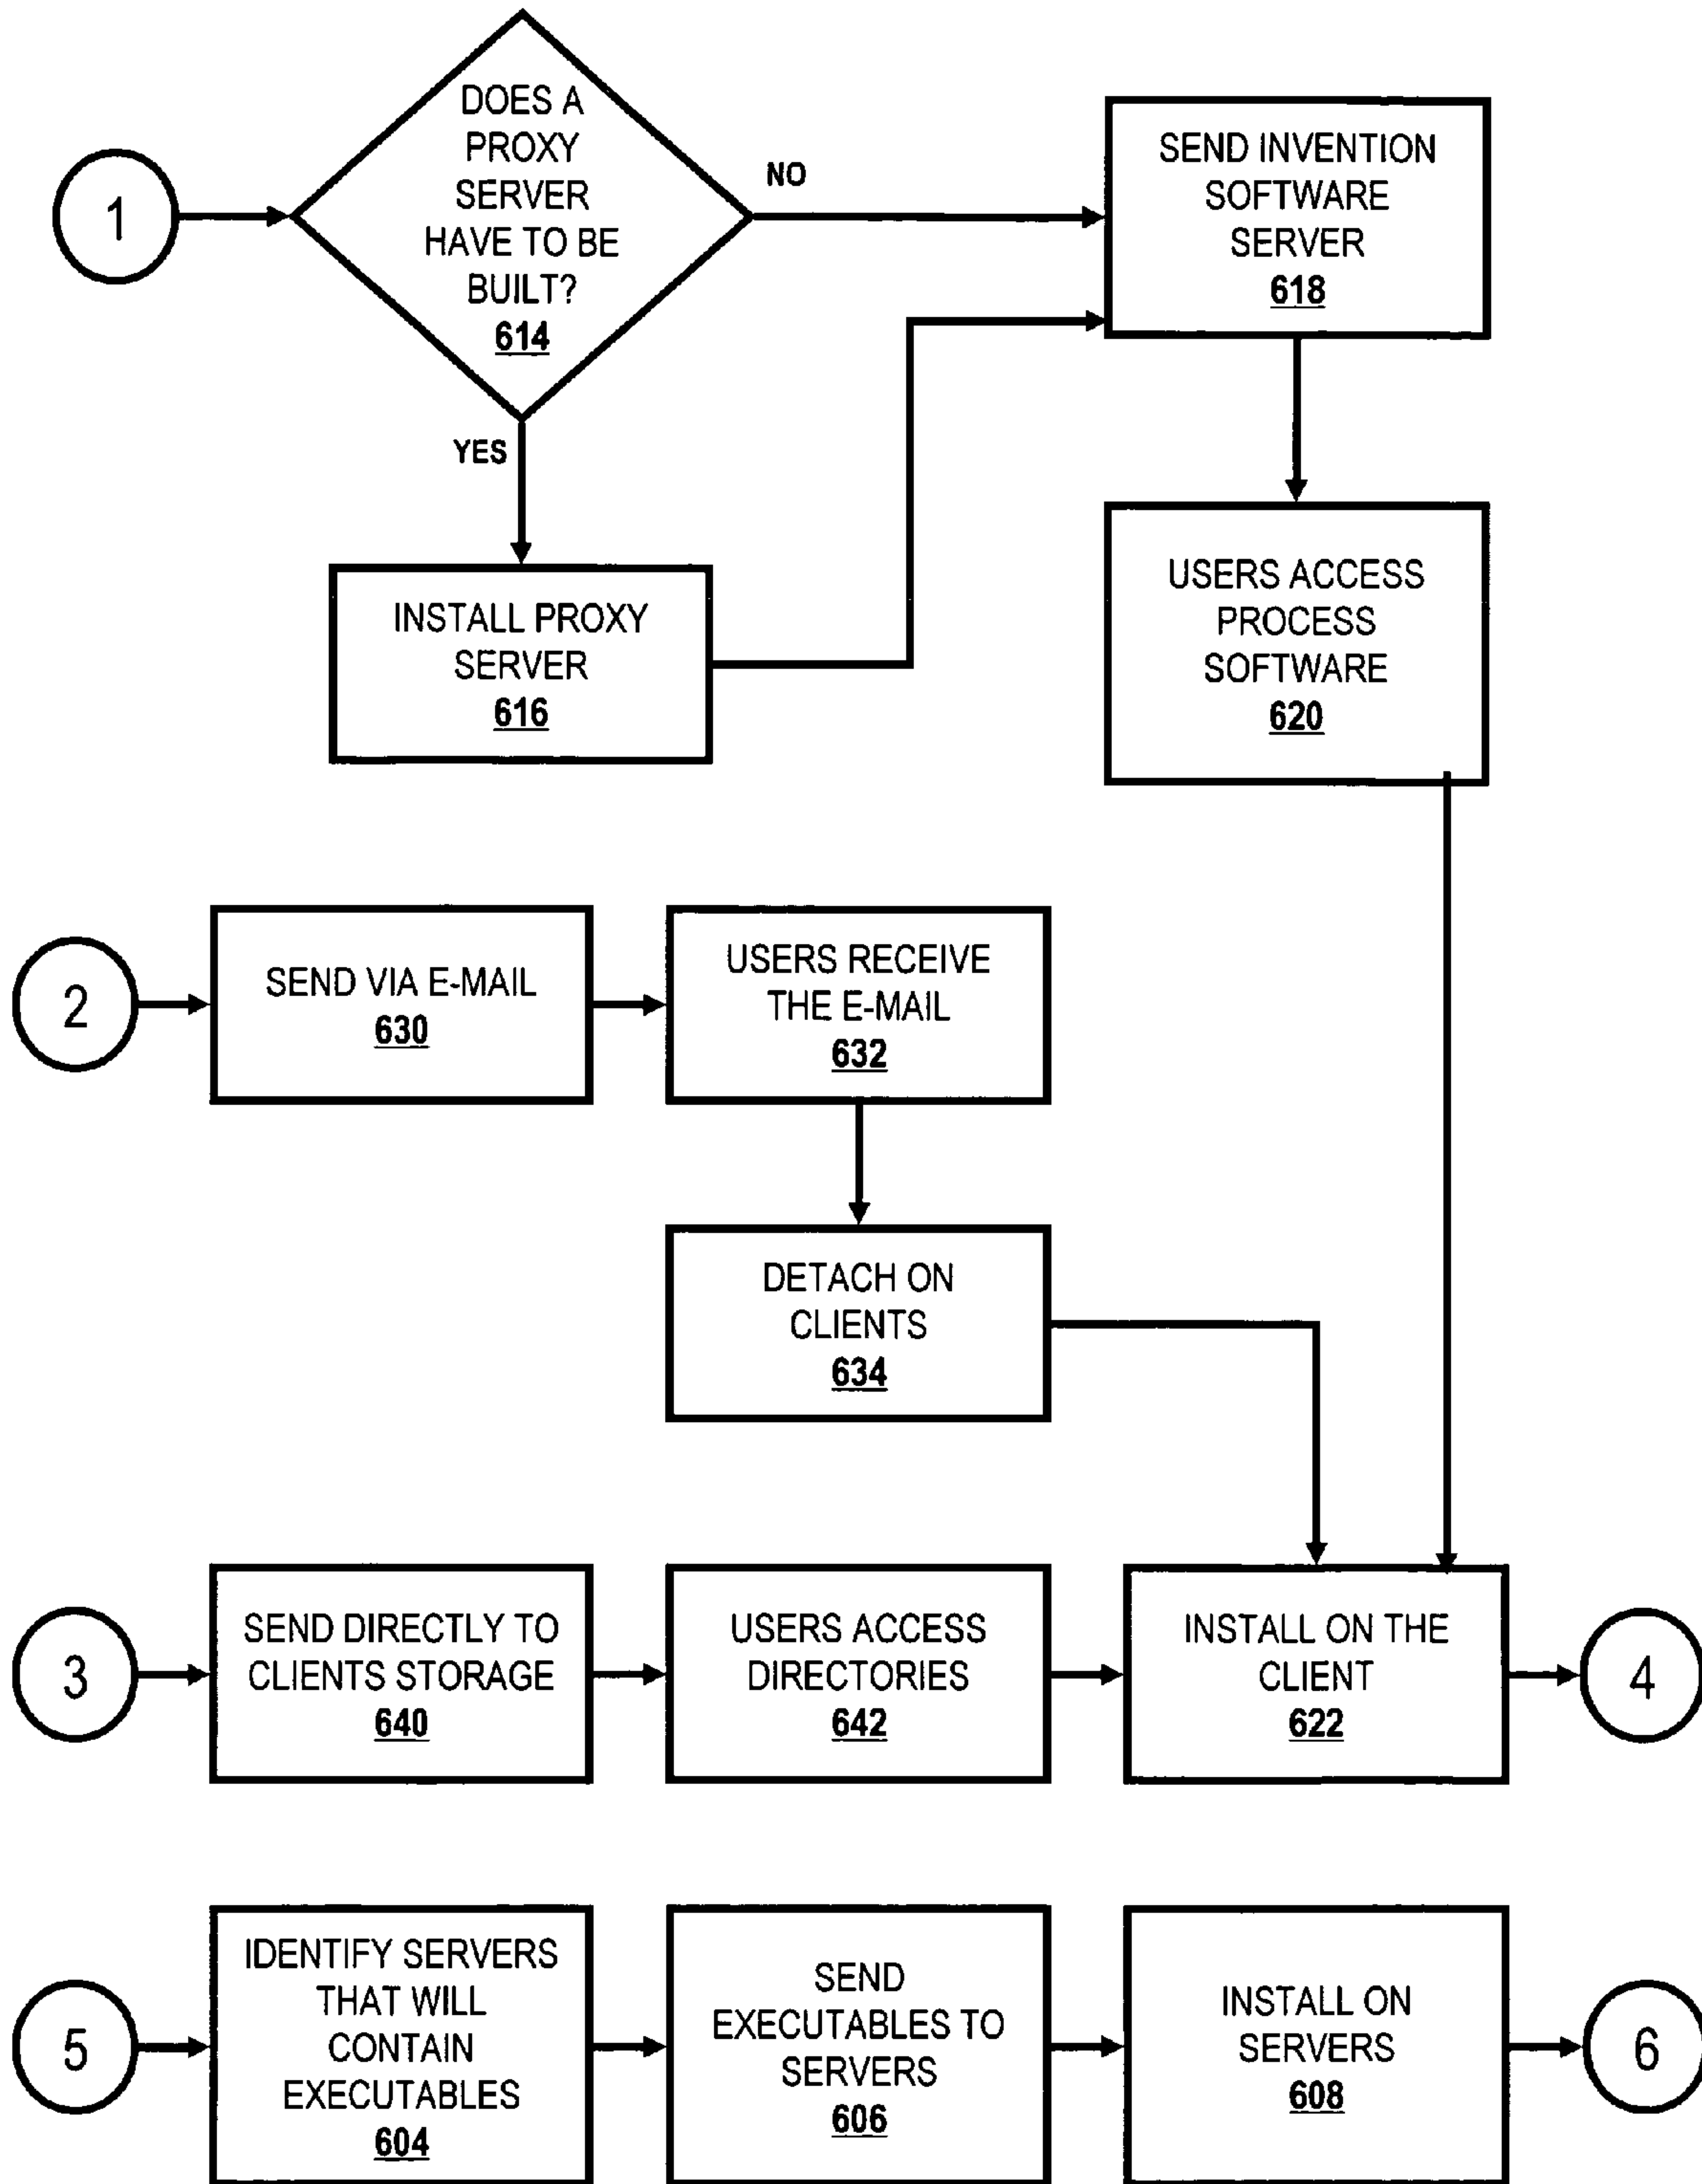 1
DOES A
PROXY
SERVER
HAVE TO BE
BUILT?
614
NO
YES
SEND INVENTION
SOFTWARE
SERVER
618
INSTALL PROXY
SERVER
616
USERS ACCESS
PROCESS
SOFTWARE
620
2
SEND VIA E-MAIL
630
USERS RECEIVE
THE E-MAIL
632
DETACH ON
CLIENTS
634
3
SEND DIRECTLY TO
CLIENTS STORAGE
640
USERS ACCESS
DIRECTORIES
642
INSTALL ON THE
CLIENT
622
4
5
IDENTIFY SERVERS
THAT WILL
CONTAIN
EXECUTABLES
604
SEND
EXECUTABLES TO
SERVERS
606
INSTALL ON
SERVERS
608
6